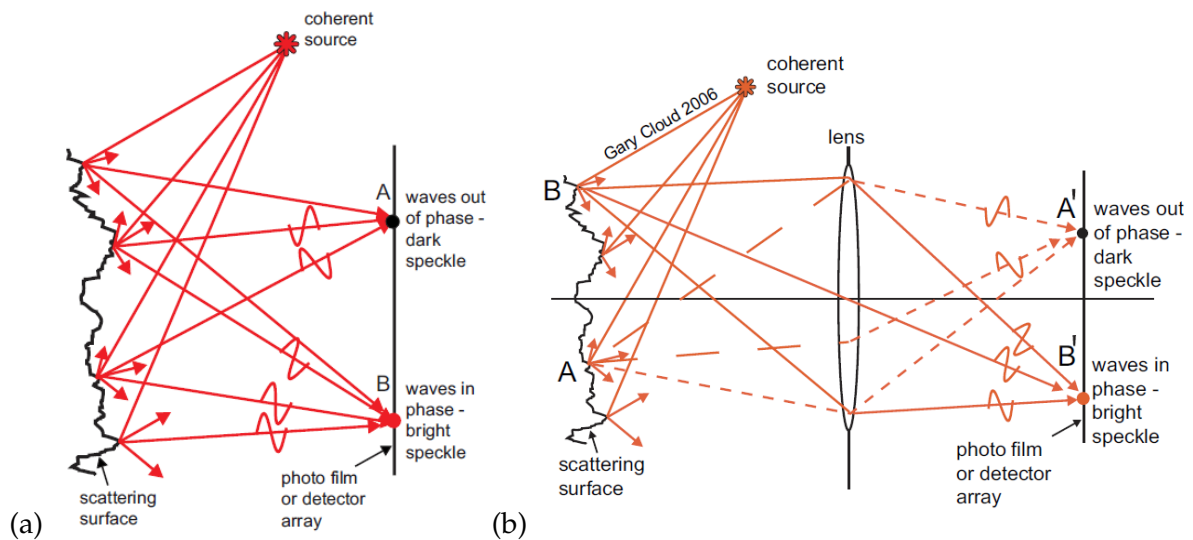 coherent
source
A
waves out
of phase -
dark
speckle
B
waves in
phase -
bright
speckle
photo film
or detector
array
scattering
surface
(a)
coherent
source
Gary Cloud 2006
lens
B
A'
waves out
of phase -
dark
speckle
A
B'
waves in
phase -
bright
speckle
photo film
or detector
array
scattering
surface
(b)